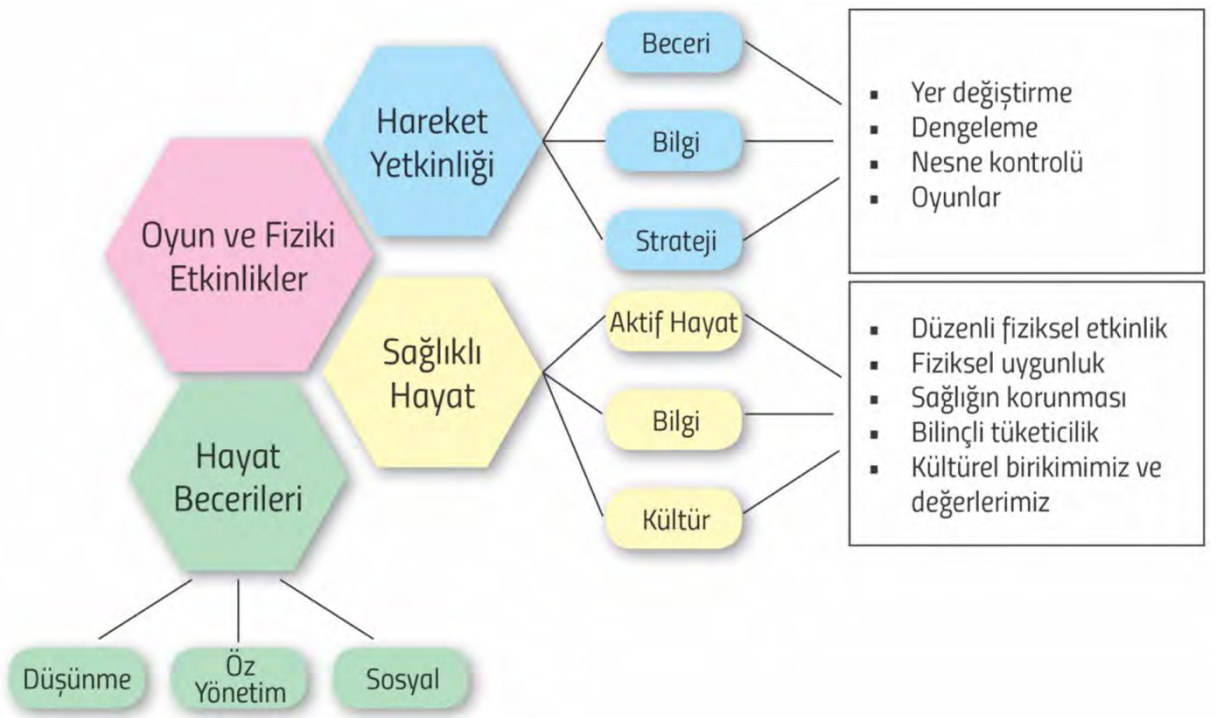 Oyun ve Fiziki
Etkinlikler
Hareket
Yetkinliği
Beceri
Bilgi
Strateji
▪ Yer değiştirme
▪ Dengeleme
▪ Nesne kontrolü
▪ Oyunlar
Sağlıklı
Hayat
Aktif Hayat
Bilgi
Kültür
▪ Düzenli fiziksel etkinlik
▪ Fiziksel uygunluk
▪ Sağlığın korunması
▪ Bilinçli tüketicilik
▪ Kültürel birikimimiz ve
değerlerimiz
Hayat
Becerileri
Düşünme
Öz
Yönetim
Sosyal